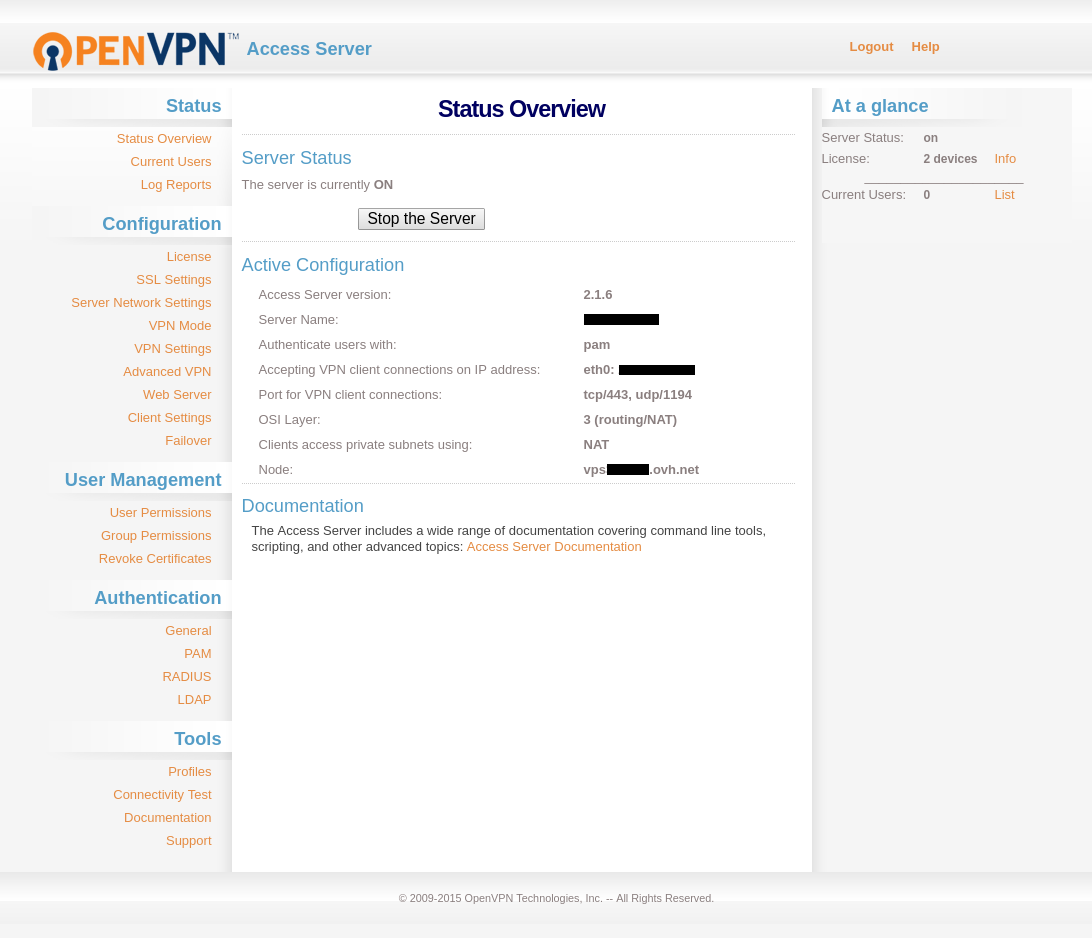 OPENVPN™ Access Server
Logout Help
Status
Status Overview
Current Users
Log Reports
Configuration
License
SSL Settings
Server Network Settings
VPN Mode
VPN Settings
Advanced VPN
Web Server
Client Settings
Failover
User Management
User Permissions
Group Permissions
Revoke Certificates
Authentication
General
PAM
RADIUS
LDAP
Tools
Profiles
Connectivity Test
Documentation
Support
Status Overview
Server Status
The server is currently ON
Stop the Server
Active Configuration
Access Server version: 2.1.6
Server Name:
Authenticate users with: pam
Accepting VPN client connections on IP address: eth0:
Port for VPN client connections: tcp/443, udp/1194
OSI Layer: 3 (routing/NAT)
Clients access private subnets using: NAT
Node: vps .ovh.net
Documentation
The Access Server includes a wide range of documentation covering command line tools,
scripting, and other advanced topics: Access Server Documentation
At a glance
Server Status: on
License: 2 devices Info
Current Users: 0 List
© 2009-2015 OpenVPN Technologies, Inc. -- All Rights Reserved.